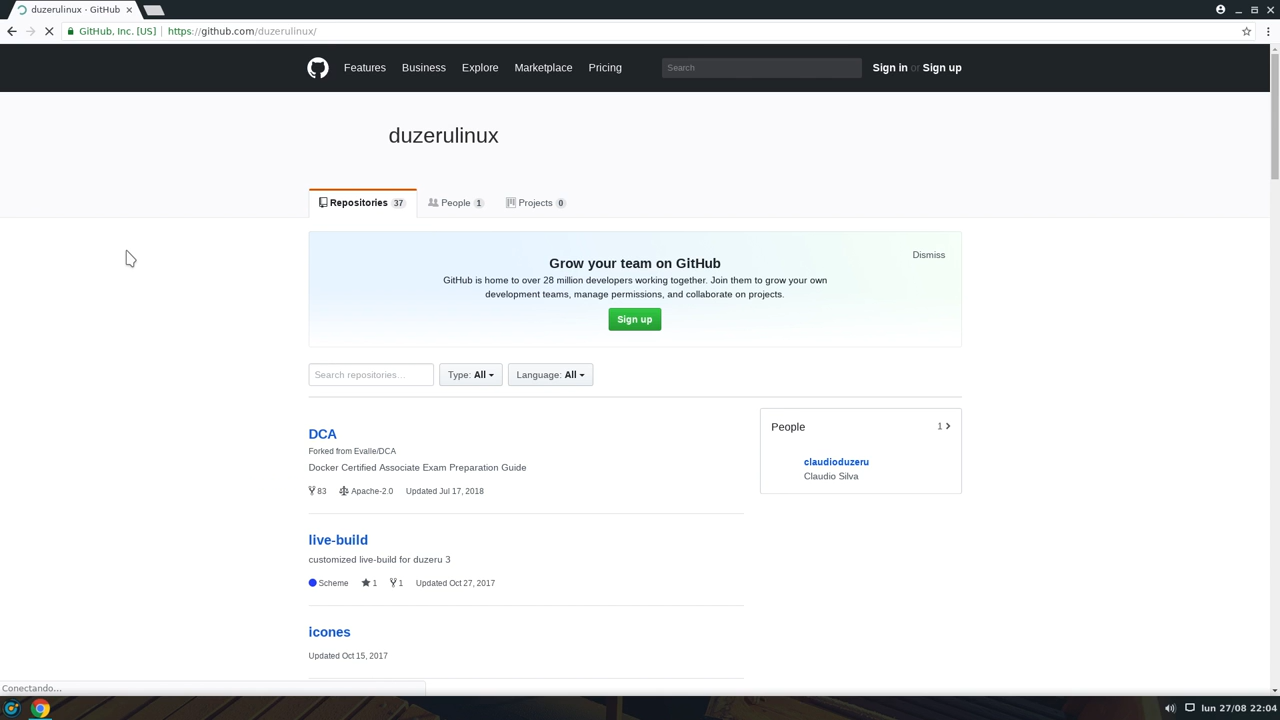 duzerulinux - GitHub
GitHub, Inc. [US] | https://github.com/duzerulinux/
Features Business Explore Marketplace Pricing Search Sign in or Sign up
duzerulinux
Repositories 37 People 1 Projects 0
Grow your team on GitHub
Dismiss
GitHub is home to over 28 million developers working together. Join them to grow your own
development teams, manage permissions, and collaborate on projects.
Sign up
Search repositories... Type: All Language: All
DCA
Forked from Evalle/DCA
Docker Certified Associate Exam Preparation Guide
83 Apache-2.0 Updated Jul 17, 2018
People 1
claudioduzeru
Claudio Silva
live-build
customized live-build for duzeru 3
Scheme 1 1 Updated Oct 27, 2017
icones
Updated Oct 15, 2017
Conectando...
lun 27/08 22:04